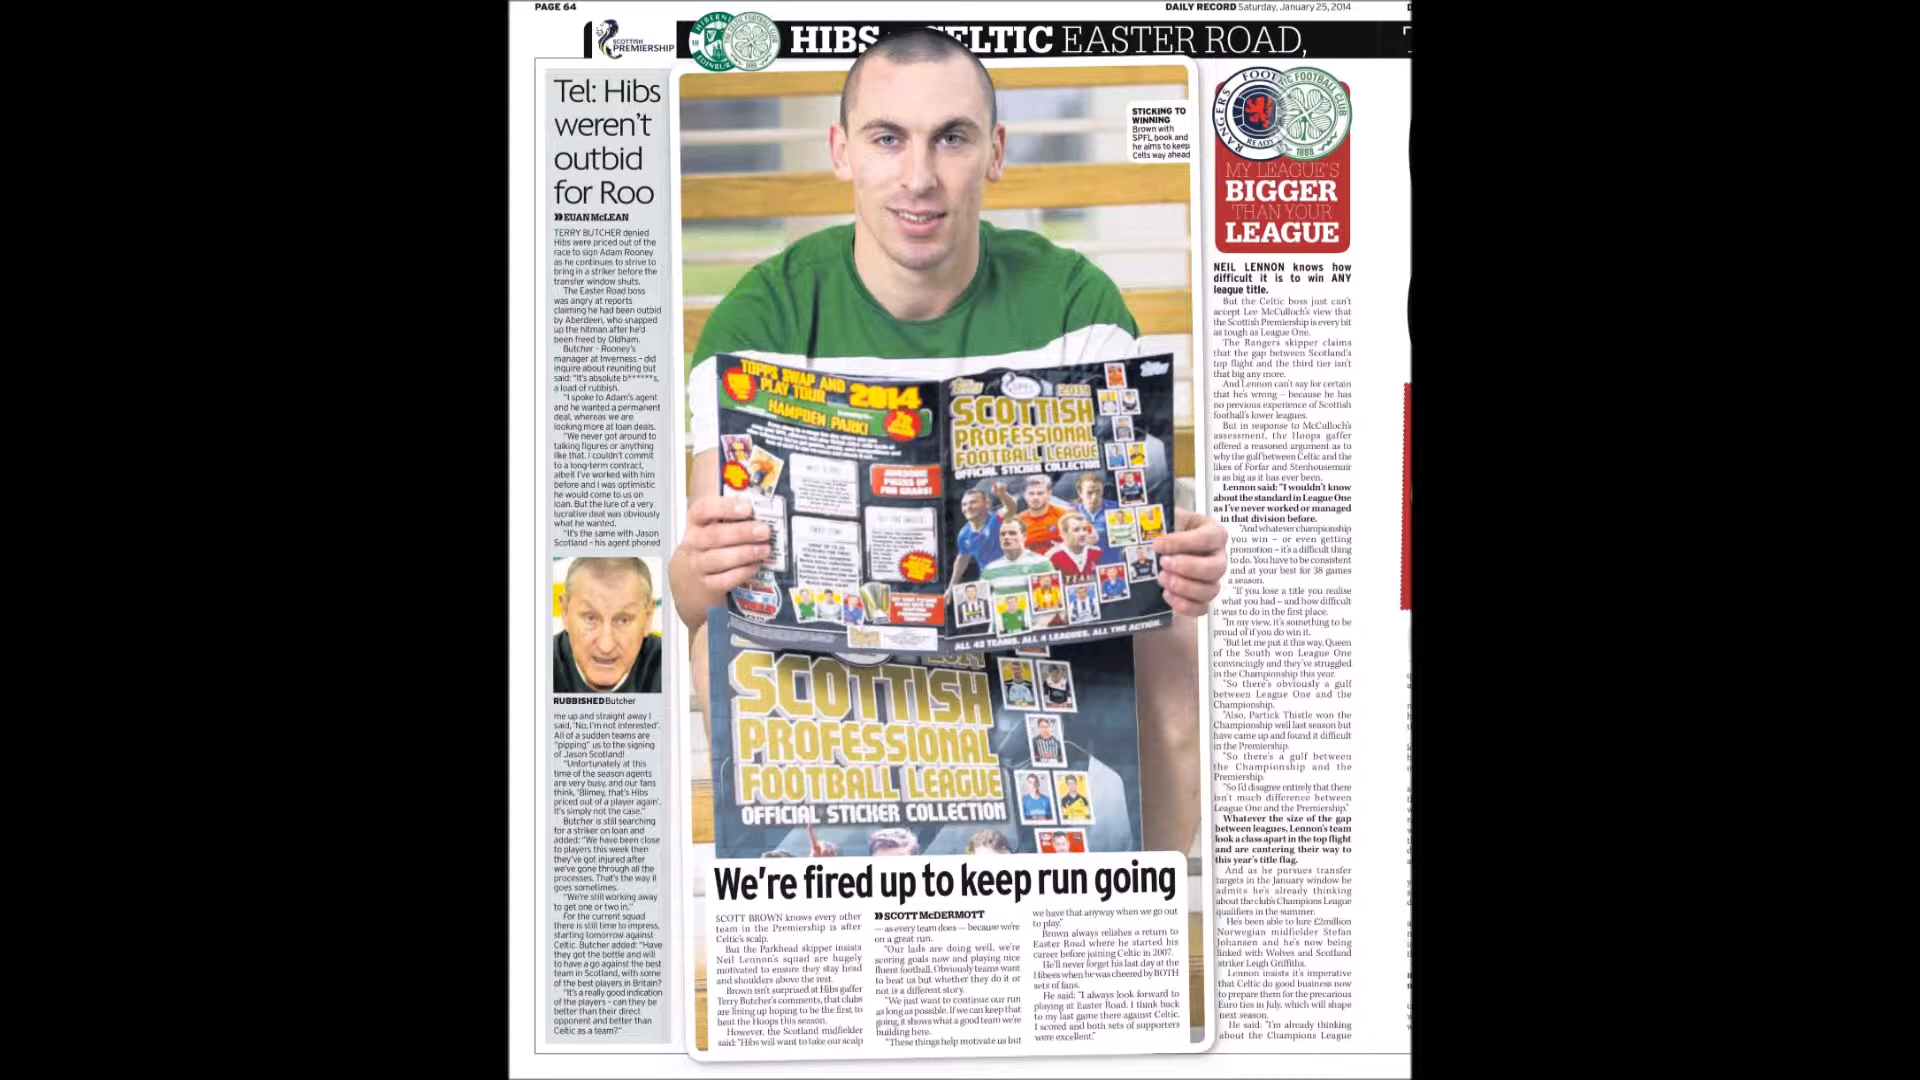 PAGE 64
DAILY RECORD Saturday, January 25, 2014
SCOTTISH
PREMIERSHIP
HIBS
CELTIC EASTER ROAD,
Tel: Hibs
weren't
outbid
for Roo
EUAN McLEAN
TERRY BUTCHER denied
Hibs were priced out of the
race to sign Adam Rooney
as he continues to strive to
bring in a striker before the
transfer window shuts.
The Easter Road boss
was angry at reports
claiming he had been outbid
by Aberdeen, who snapped
up the hitman after he'd
been freed by Oldham.
Butcher – Rooney's
manager at Inverness – did
inquire about reuniting but
said: "It's absolute b******s,
a load of rubbish.
"I spoke to Adam's agent
and he wanted a permanent
deal, whereas we are
looking more at loan deals.
"We never got around to
talking figures or anything
like that. I couldn't commit
to a long-term contract,
albeit I've worked with him
before and I was optimistic
he would come to us on
loan. But the lure of a very
lucrative deal was obviously
what he wanted.
"It's the same with Jason
Scotland – his agent phoned
RUBBISHED Butcher
me up and straight away I
said, 'No, I'm not interested'.
All of a sudden teams are
"pipping" us to the signing
of Jason Scotland!
"Unfortunately at this
time of the season agents
are very busy, and our fans
think, 'Blimey, that's Hibs
priced out of a player again'.
It's simply not the case."
Butcher is still searching
for a striker on loan and
added: "We have been close
to players this week then
they've got injured after
we've gone through all the
processes. That's the way it
goes sometimes.
"We're still working away
to get one or two in."
For the current squad
there is still time to impress,
starting tomorrow against
Celtic. Butcher added: "Have
they got the bottle and will
to have a go against the best
team in Scotland, with some
of the best players in Britain?
"It's a really good indication
of the players – can they be
better than their direct
opponent and better than
Celtic as a team?"
STICKING TO
WINNING
Brown with
SPFL book and
he aims to keep
Celts way ahead
TOPPS SWAP AND
PLAY TOUR 2014
HAMPDEN PARK!
2014
SCOTTISH
PROFESSIONAL
FOOTBALL LEAGUE
OFFICIAL STICKER COLLECTION
ALL 42 TEAMS. ALL 4 LEAGUES. ALL THE ACTION.
SCOTTISH
PROFESSIONAL
FOOTBALL LEAGUE
OFFICIAL STICKER COLLECTION
We're fired up to keep run going
SCOTT BROWN knows every other
team in the Premiership is after
Celtic's scalp.
But the Parkhead skipper insists
Neil Lennon's squad are hugely
motivated to ensure they stay head
and shoulders above the rest.
Brown isn't surprised at Hibs gaffer
Terry Butcher's comments, that clubs
are lining up hoping to be the first to
beat the Hoops this season.
However, the Scotland midfielder
said: "Hibs will want to take our scalp
SCOTT McDERMOTT
— as every team does — because we're
on a great run.
"Our lads are doing well, we're
scoring goals now and playing nice
fluent football. Obviously teams want
to beat us but whether they do it or
not is a different story.
"We just want to continue our run
as long as possible. If we can keep that
going, it shows what a good team we're
building here.
"These things help motivate us but
we have that anyway when we go out
to play."
Brown always relishes a return to
Easter Road where he started his
career before joining Celtic in 2007.
He'll never forget his last day at the
Hibees when he was cheered by BOTH
sets of fans.
He said: "I always look forward to
playing at Easter Road. I think back
to my last game there against Celtic.
I scored and both sets of supporters
were excellent."
MY LEAGUE'S
BIGGER
THAN YOUR
LEAGUE
NEIL LENNON knows how
difficult it is to win ANY
league title.
But the Celtic boss just can't
accept Lee McCulloch's view that
the Scottish Premiership is every bit
as tough as League One.
The Rangers skipper claims
that the gap between Scotland's
top flight and the third tier isn't
that big any more.
And Lennon can't say for certain
that he's wrong – because he has
no previous experience of Scottish
football's lower leagues.
But in response to McCulloch's
assessment, the Hoops gaffer
offered a reasoned argument as to
why the gulf between Celtic and the
likes of Forfar and Stenhousemuir
is as big as it has ever been.
Lennon said: "I wouldn't know
about the standard in League One
as I've never worked or managed
in that division before.
"And whatever championship
you win – or even getting
promotion – it's a difficult thing
to do. You have to be consistent
and at your best for 38 games
a season.
"If you lose a title you realise
what you had – and how difficult
it was to do in the first place.
"In my view, it's something to be
proud of if you do win it.
"But let me put it this way, Queen
of the South won League One
convincingly and they've struggled
in the Championship this year.
"So there's obviously a gulf
between League One and the
Championship.
"Also, Partick Thistle won the
Championship well last season but
have come up and found it difficult
in the Premiership.
"So there's a gulf between
the Championship and the
Premiership.
"So I'd disagree entirely that there
isn't much difference between
League One and the Premiership."
Whatever the size of the gap
between leagues, Lennon's team
look a class apart in the top flight
and are cantering their way to
this year's title flag.
And as he pursues transfer
targets in the January window he
admits he's already thinking
about the club's Champions League
qualifiers in the summer.
He's been able to lure £2million
Norwegian midfielder Stefan
Johansen and he's now being
linked with Wolves and Scotland
striker Leigh Griffiths.
Lennon insists it's imperative
that Celtic do good business now
to prepare them for the precarious
Euro ties in July, which will shape
next season.
He said: "I'm already thinking
about the Champions League